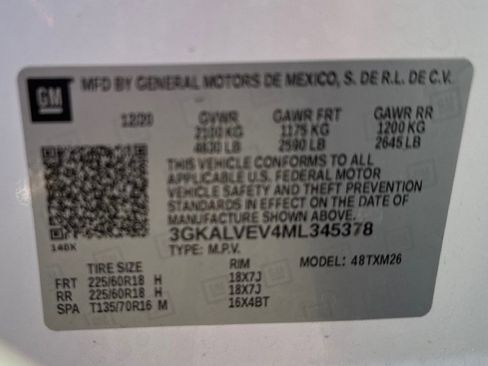 GM
MFD BY GENERAL MOTORS DE MEXICO, S. DE R.L. DE C.V.
12/20 GVWR GAWR FRT GAWR RR
2190 KG 1175 KG 1200 KG
4830 LB 2590 LB 2645 LB
THIS VEHICLE CONFORMS TO ALL
APPLICABLE U.S. FEDERAL MOTOR
VEHICLE SAFETY AND THEFT PREVENTION
STANDARDS IN EFFECT ON THE DATE OF
MANUFACTURE SHOWN ABOVE.
3GKALVEV4ML345378
TYPE: M.P.V.
TIRE SIZE RIM MODEL: 48TXM26
FRT 225/60R18 H 18X7J
RR 225/60R18 H 18X7J
SPA T135/70R16 M 16X4BT